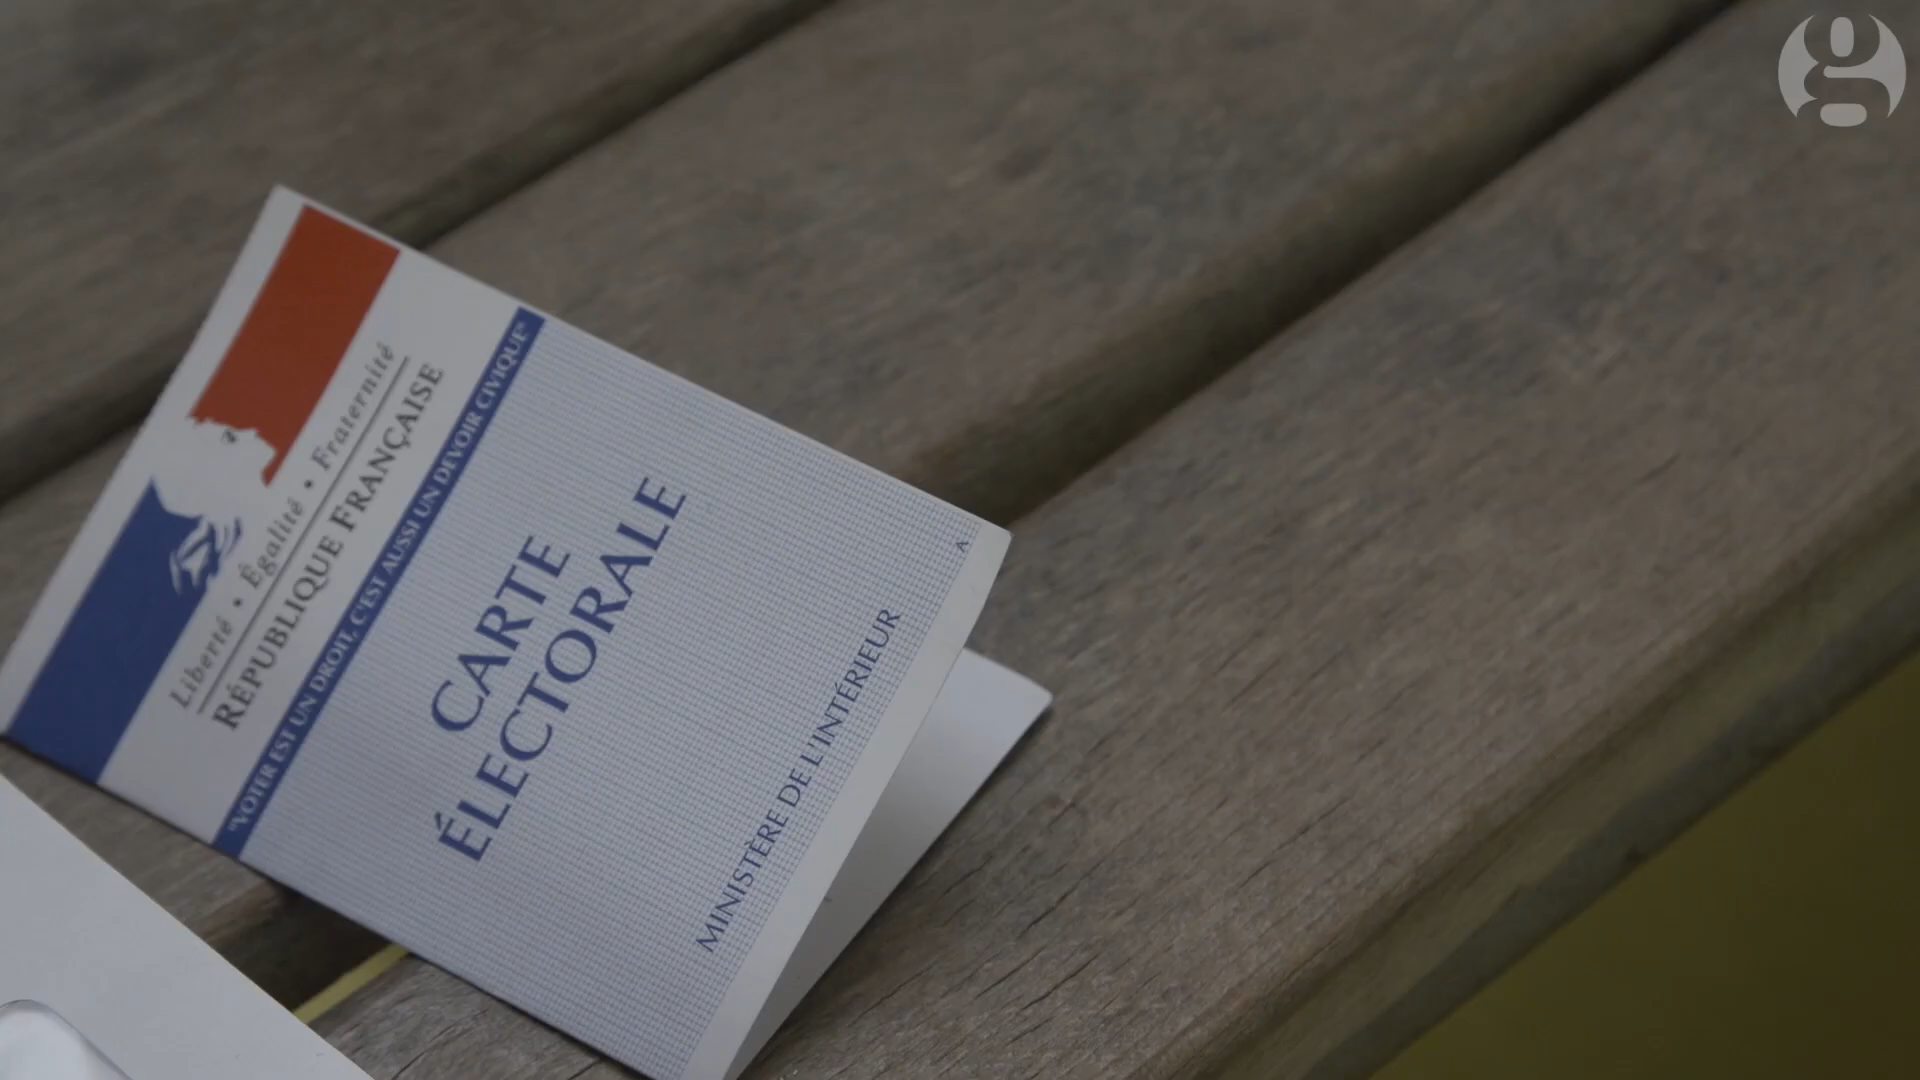 Liberté • Égalité • Fraternité
RÉPUBLIQUE FRANÇAISE
"VOTER EST UN DROIT, C'EST AUSSI UN DEVOIR CIVIQUE"
CARTE
ÉLECTORALE
MINISTÈRE DE L'INTÉRIEUR
A
g